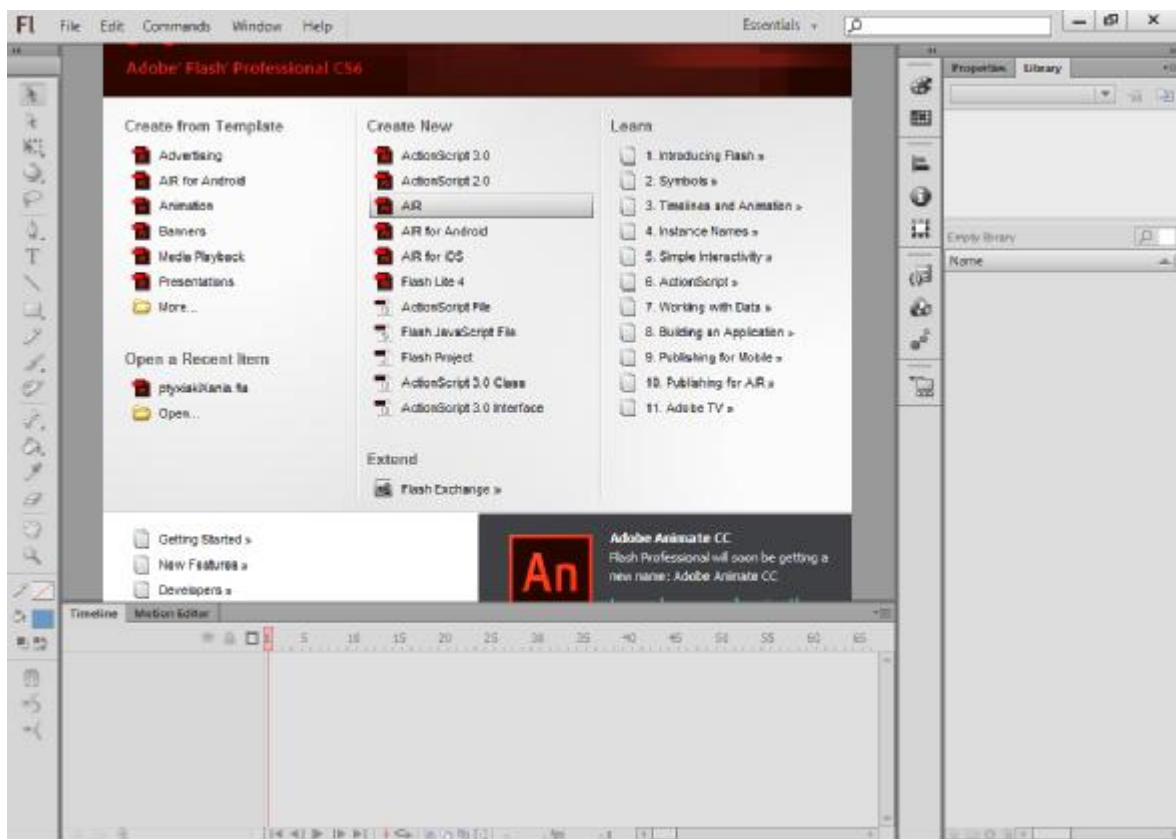 Fl File Edit Commands Window Help Essentials
Adobe® Flash® Professional CS6
Create from Template
Advertising
AIR for Android
Animation
Banners
Media Playback
Presentations
More...
Open a Recent Item
Open...
Create New
ActionScript 3.0
ActionScript 2.0
AIR
AIR for Android
AIR for iOS
Flash Lite 4
ActionScript File
Flash JavaScript File
Flash Project
ActionScript 3.0 Class
ActionScript 3.0 Interface
Extend
Flash Exchange »
Learn
1. Introducing Flash »
2. Symbols »
3. Timelines and Animation »
4. Instance Names »
5. Simple Interactivity »
6. ActionScript »
7. Working with Data »
8. Building an Application »
9. Publishing for Mobile »
10. Publishing for AIR »
11. Adobe TV »
Getting Started »
New Features »
Developers »
An
Adobe Animate CC
Flash Professional will soon be getting a
new name: Adobe Animate CC
Properties Library
Empty library
Name
Timeline Motion Editor
1 5 10 15 20 25 30 35 40 45 50 55 60 65